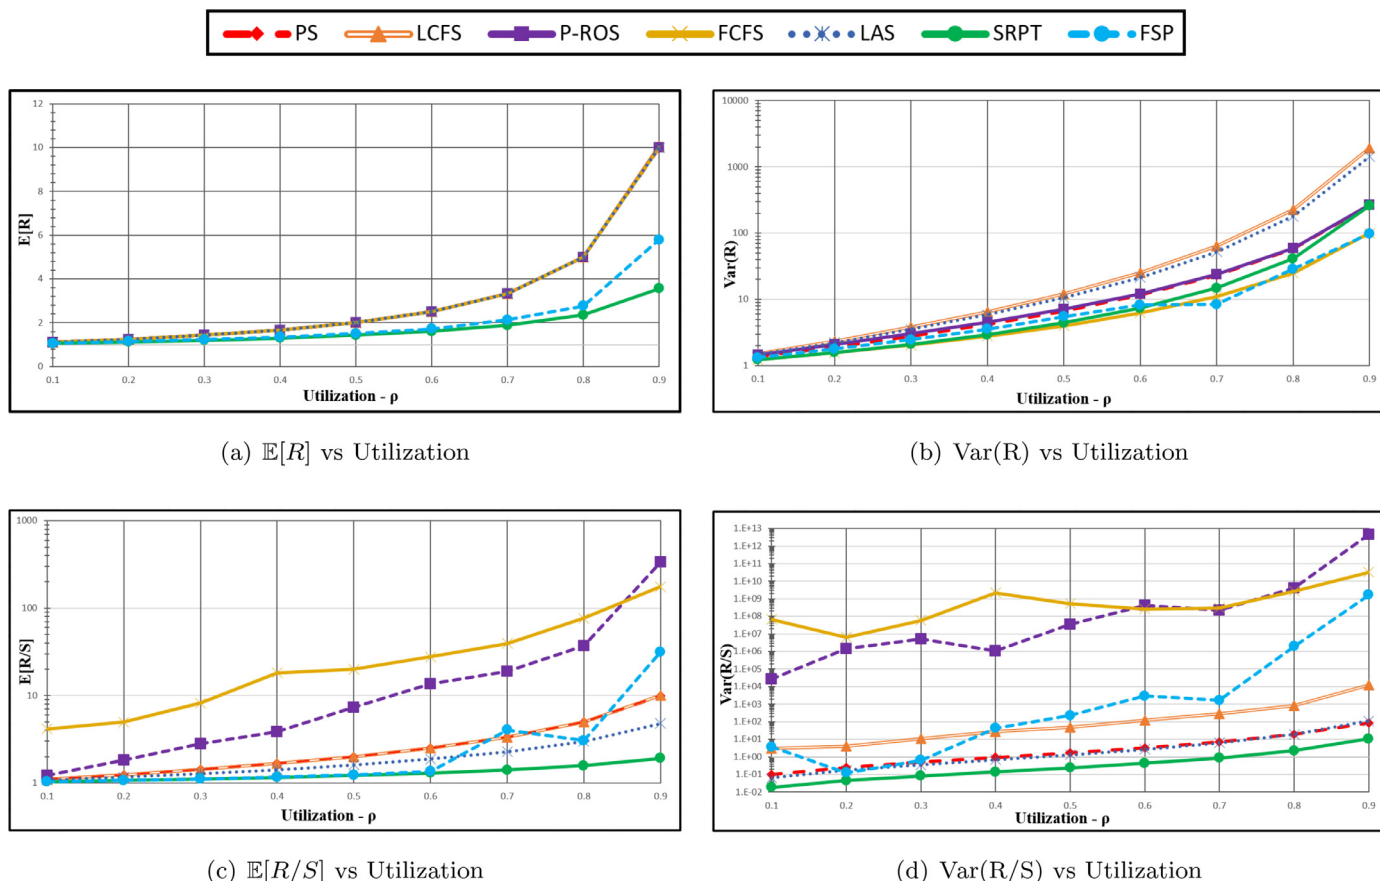 PS LCFS P-ROS FCFS LAS SRPT FSP
12
10
8
6
4
2
0
E[R]
0.1 0.2 0.3 0.4 0.5 0.6 0.7 0.8 0.9
Utilization - ρ
(a) 𝔼[R] vs Utilization
10000
1000
100
10
1
Var(R)
0.1 0.2 0.3 0.4 0.5 0.6 0.7 0.8 0.9
Utilization - ρ
(b) Var(R) vs Utilization
1000
100
10
1
E[R/S]
0.1 0.2 0.3 0.4 0.5 0.6 0.7 0.8 0.9
Utilization - ρ
(c) 𝔼[R/S] vs Utilization
1.E+13
1.E+12
1.E+11
1.E+10
1.E+09
1.E+08
1.E+07
1.E+06
1.E+05
1.E+04
1.E+03
1.E+02
1.E+01
1.E+00
1.E-01
1.E-02
Var(R/S)
0.1 0.2 0.3 0.4 0.5 0.6 0.7 0.8 0.9
Utilization - ρ
(d) Var(R/S) vs Utilization